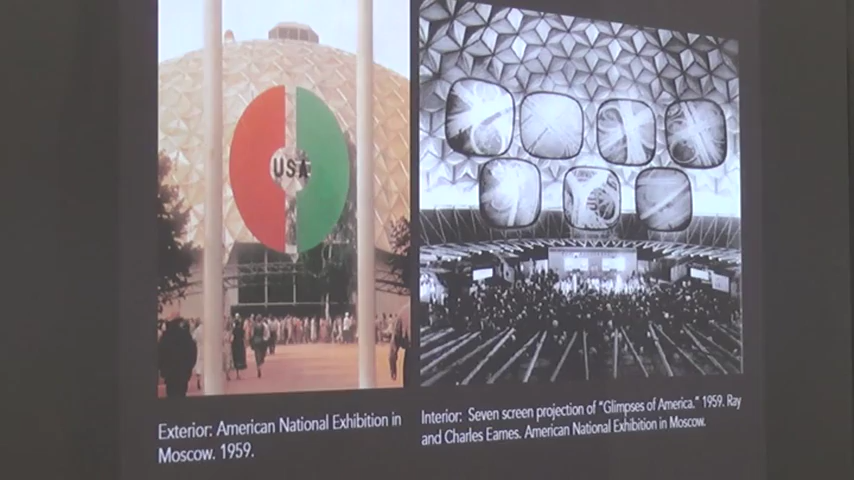 USA
Exterior: American National Exhibition in
Moscow. 1959.
Interior: Seven screen projection of “Glimpses of America.” 1959. Ray
and Charles Eames. American National Exhibition in Moscow.